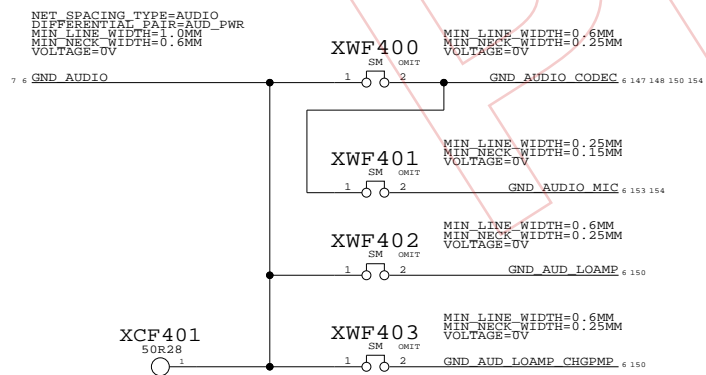 NET_SPACING_TYPE=AUDIO
DIFFERENTIAL_PAIR=AUD_PWR
MIN_LINE_WIDTH=1.0MM
MIN_NECK_WIDTH=0.6MM
VOLTAGE=0V
7 6 GND_AUDIO
XWF400
SM OMIT
1 2
MIN_LINE_WIDTH=0.6MM
MIN_NECK_WIDTH=0.25MM
GND_AUDIO_CODEC 6 147 148 150 154
XWF401
SM OMIT
1 2
MIN_LINE_WIDTH=0.25MM
MIN_NECK_WIDTH=0.15MM
VOLTAGE=0V
GND_AUDIO_MIC 6 153 154
XWF402
SM OMIT
1 2
MIN_LINE_WIDTH=0.6MM
MIN_NECK_WIDTH=0.25MM
VOLTAGE=0V
GND_AUD_LOAMP 6 150
XCF401
50R28
1
XWF403
SM OMIT
1 2
MIN_LINE_WIDTH=0.6MM
MIN_NECK_WIDTH=0.25MM
VOLTAGE=0V
GND_AUD_LOAMP_CHGPMP 6 150